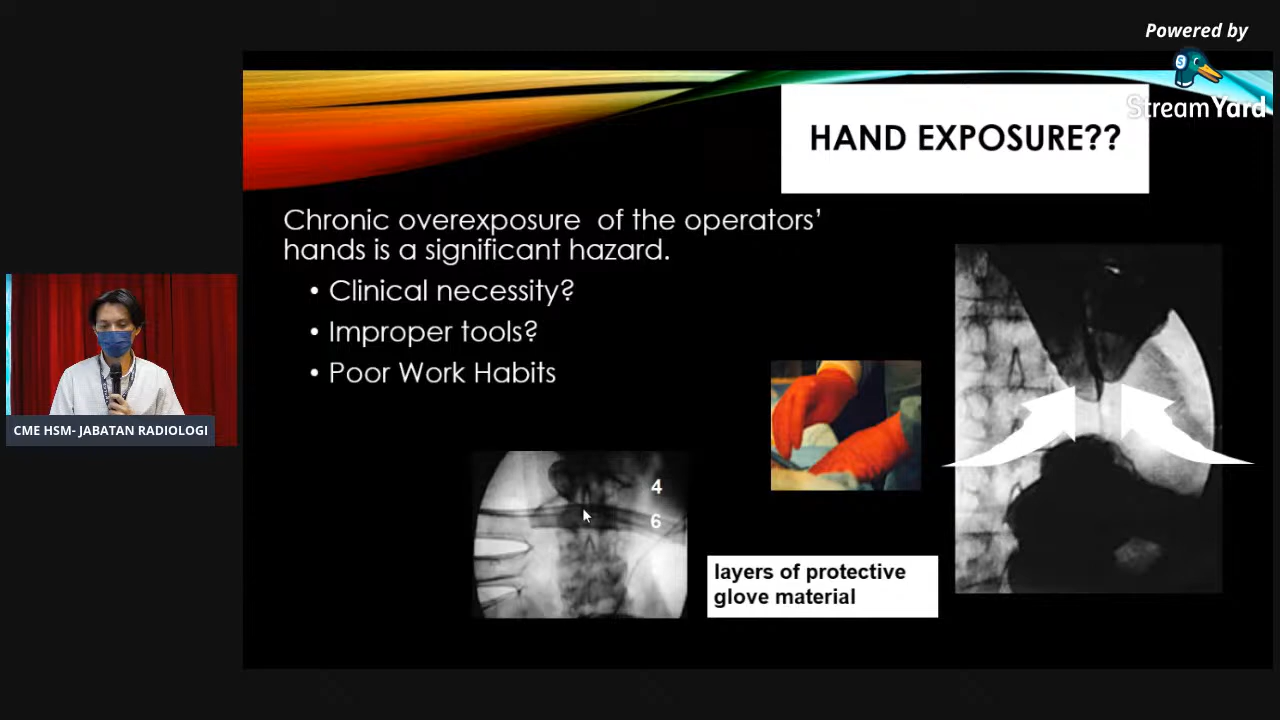 Powered by
StreamYard
HAND EXPOSURE??
Chronic overexposure of the operators’
hands is a significant hazard.
• Clinical necessity?
• Improper tools?
• Poor Work Habits
CME HSM- JABATAN RADIOLOGI
4
6
layers of protective
glove material